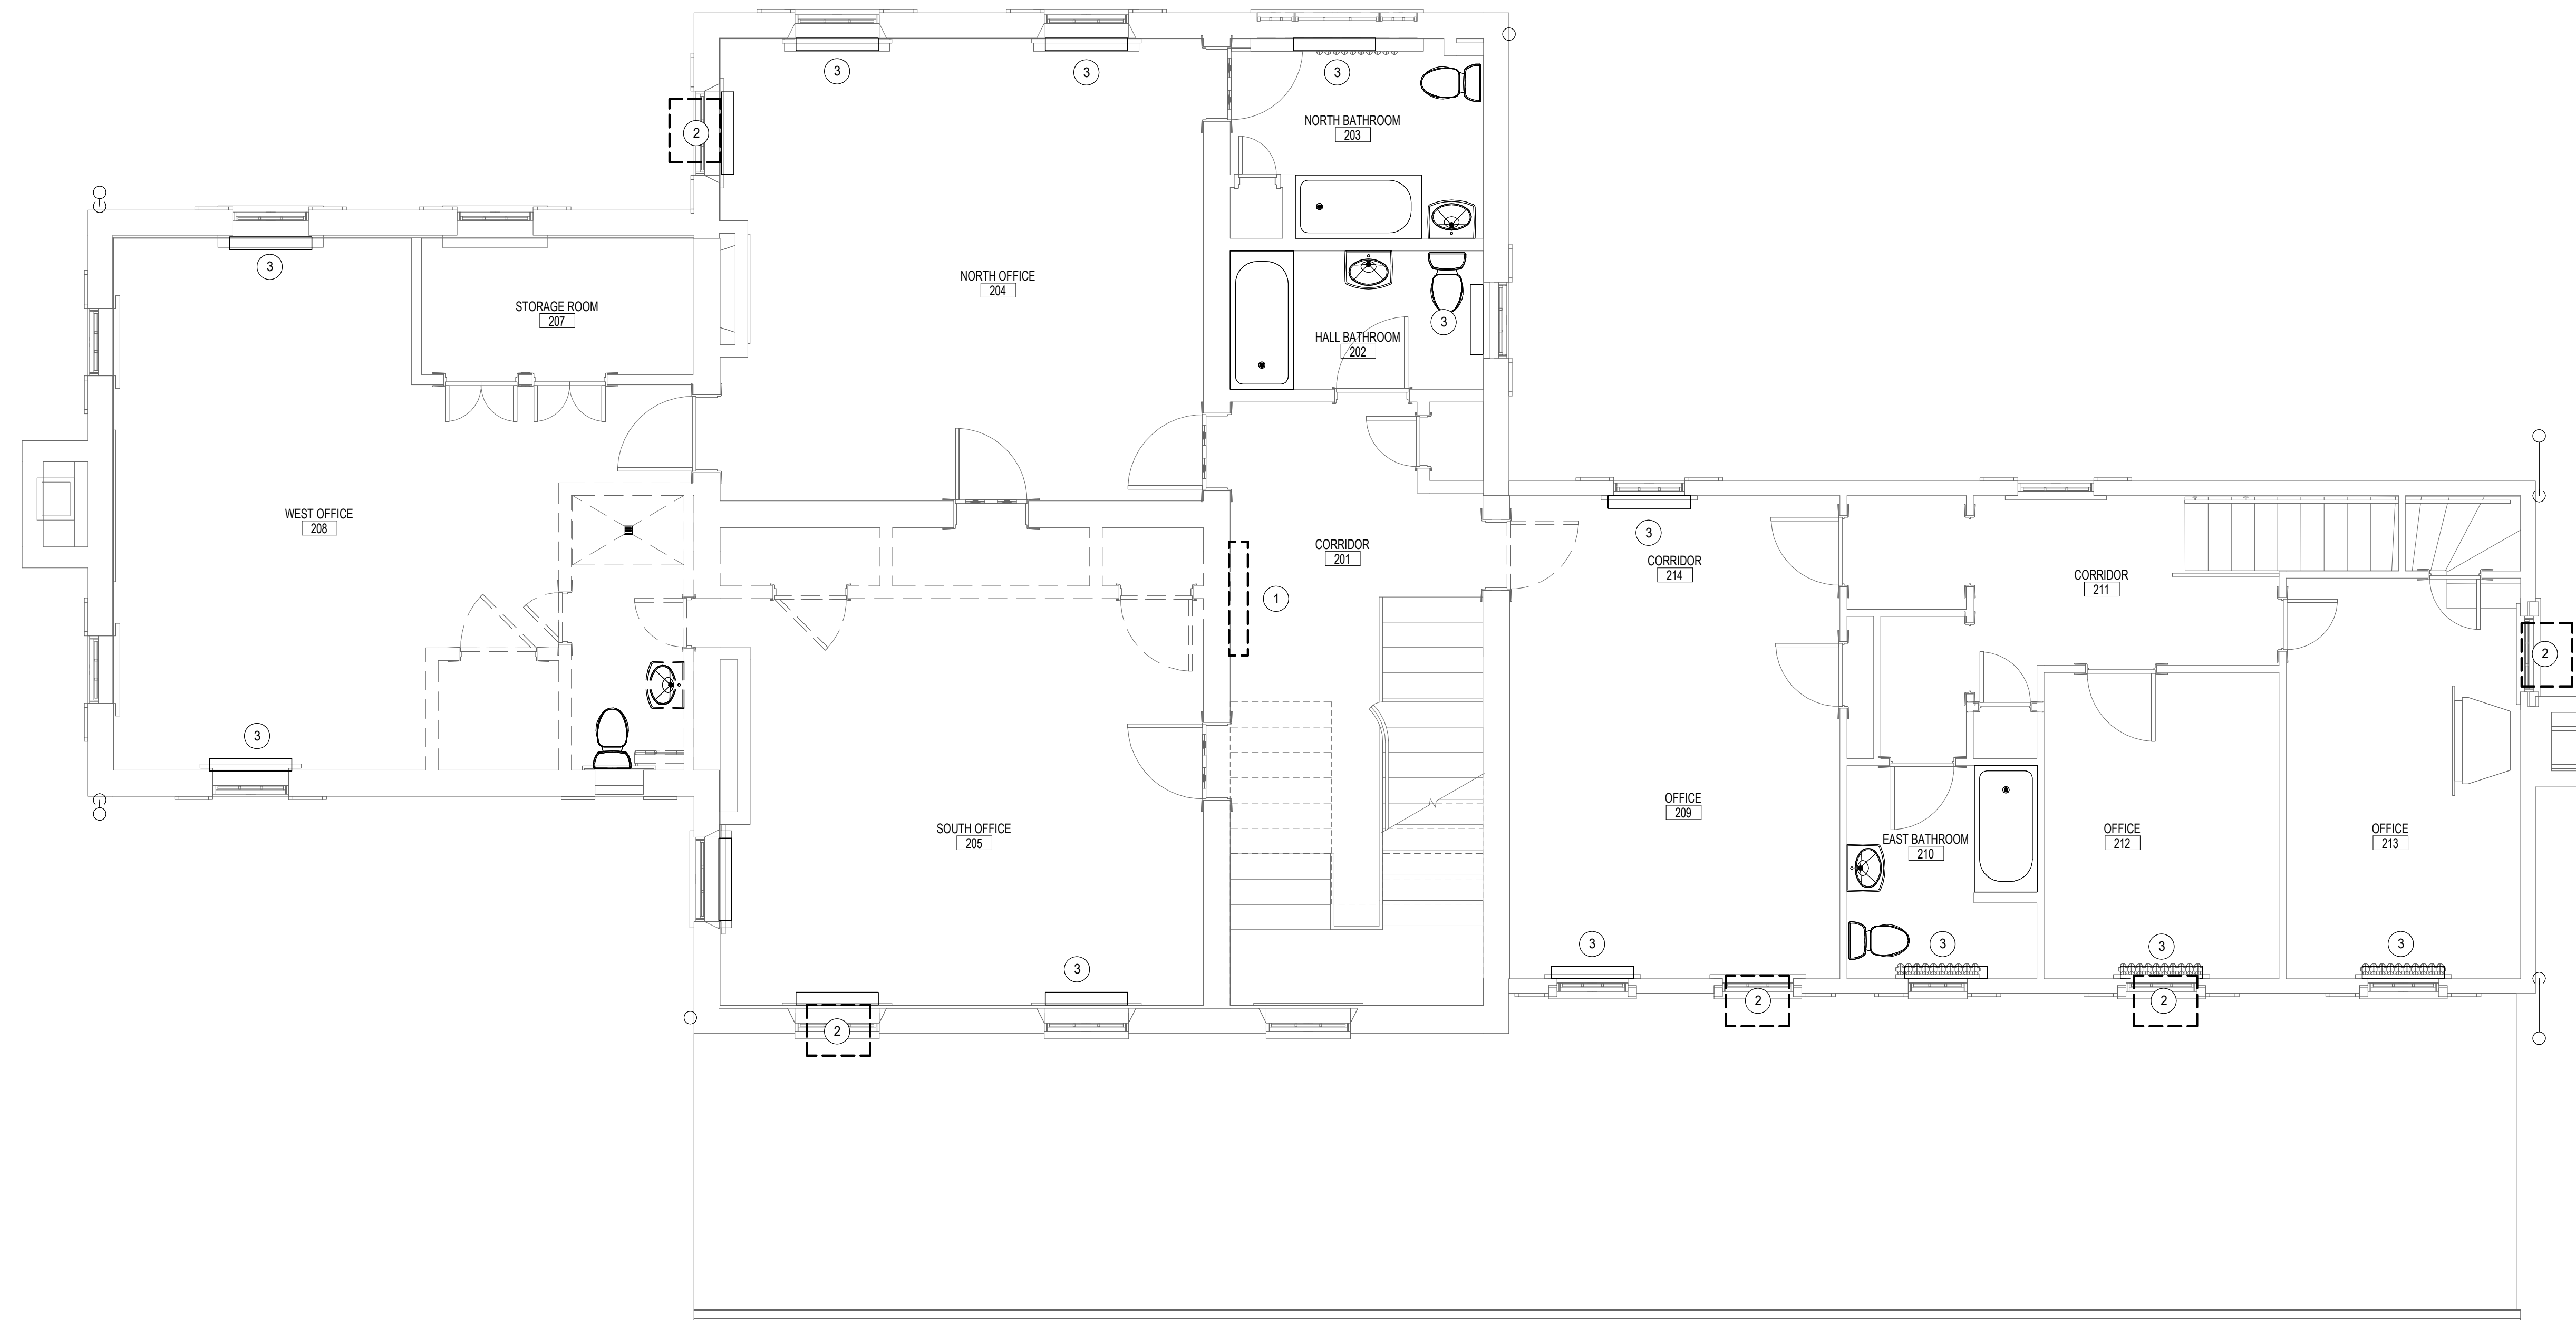 3
3
3
2
NORTH BATHROOM
203
3
NORTH OFFICE
204
STORAGE ROOM
207
3
HALL BATHROOM
202
WEST OFFICE
208
3
CORRIDOR
201
CORRIDOR
214
CORRIDOR
211
1
2
3
OFFICE
209
SOUTH OFFICE
205
EAST BATHROOM
210
OFFICE
212
OFFICE
213
3
3
3
3
3
2
2
2